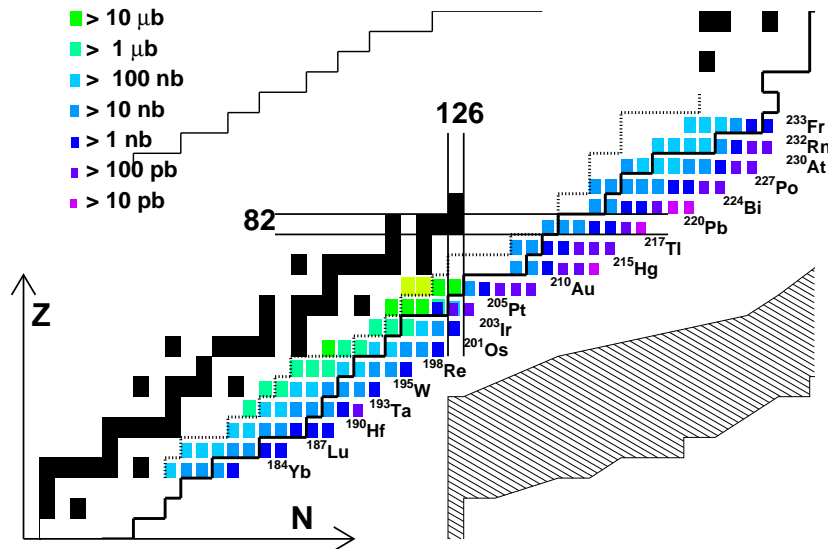 > 10 μb
> 1 μb
> 100 nb
> 10 nb
> 1 nb
> 100 pb
> 10 pb
126
82
²³³Fr
²³²Rn
²³⁰At
²²⁷Po
²²⁴Bi
²²⁰Pb
²¹⁷Tl
²¹⁵Hg
²¹⁰Au
²⁰⁵Pt
²⁰³Ir
²⁰¹Os
¹⁹⁸Re
¹⁹⁵W
¹⁹³Ta
¹⁹⁰Hf
¹⁸⁷Lu
¹⁸⁴Yb
Z
N